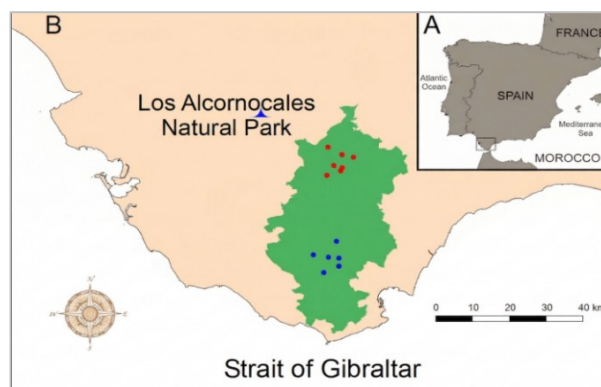 B
A
FRANCE
Atlantic
Ocean
SPAIN
Mediterranean
Sea
MOROCCO
Los Alcornocales
Natural Park
N
W
E
S
0 10 20 30 40 km
Strait of Gibraltar